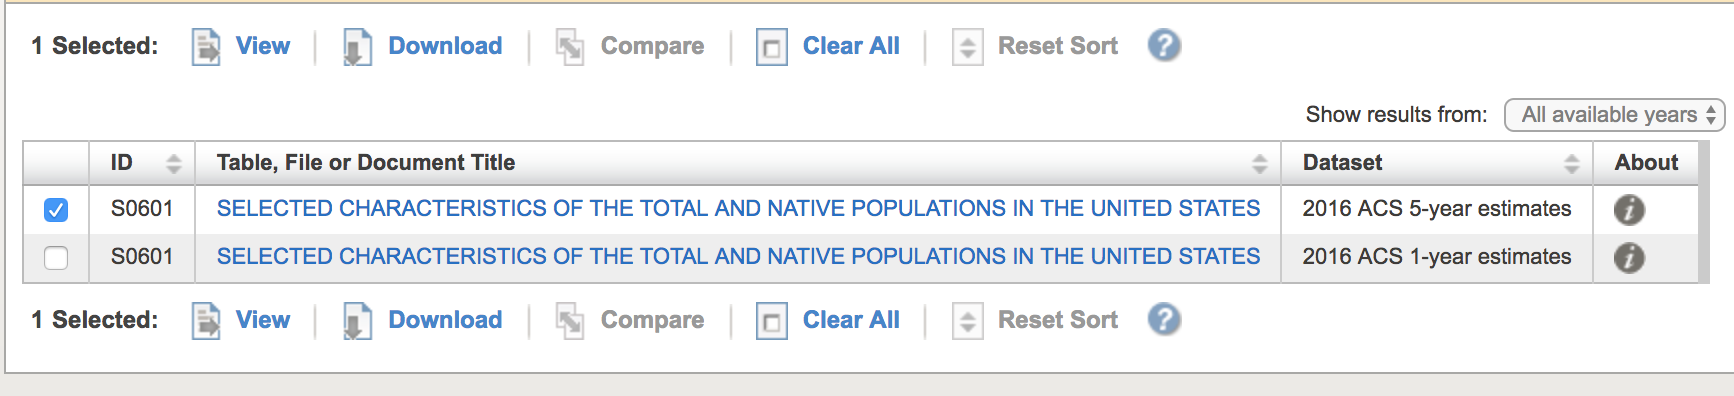 1 Selected: View Download Compare Clear All Reset Sort ?
Show results from: All available years
ID Table, File or Document Title Dataset About
S0601 SELECTED CHARACTERISTICS OF THE TOTAL AND NATIVE POPULATIONS IN THE UNITED STATES 2016 ACS 5-year estimates i
S0601 SELECTED CHARACTERISTICS OF THE TOTAL AND NATIVE POPULATIONS IN THE UNITED STATES 2016 ACS 1-year estimates i
1 Selected: View Download Compare Clear All Reset Sort ?